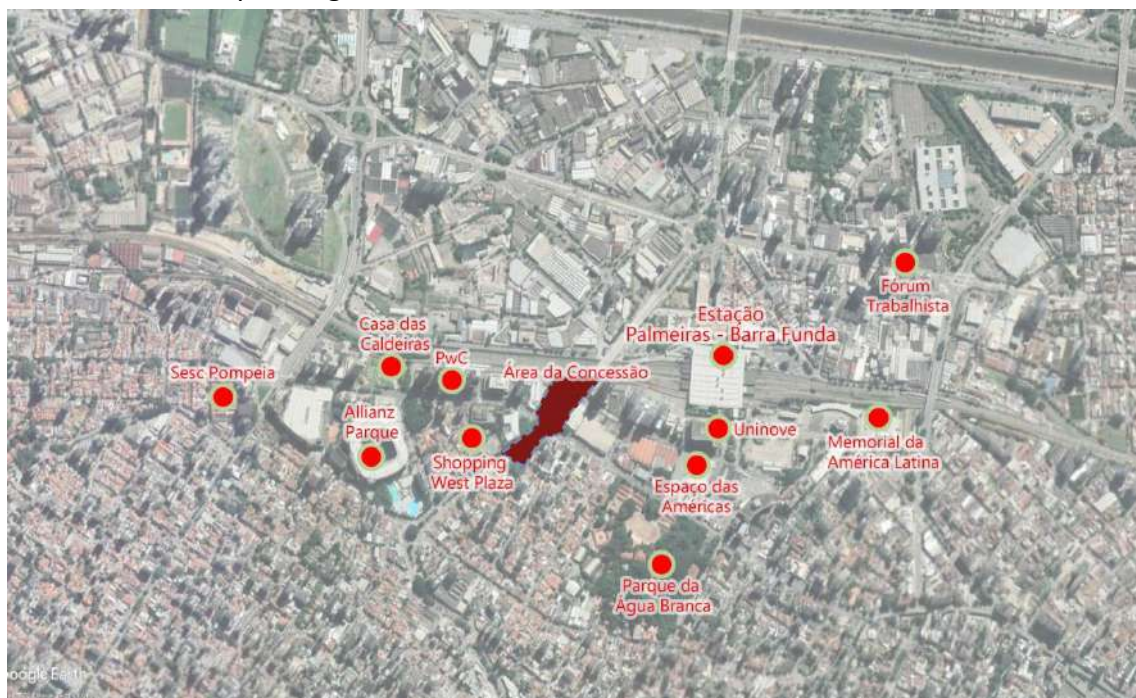 Fórum
Trabalhista
Estação
Palmeiras - Barra Funda
Casa das
Caldeiras
PwC
Área da Concessão
Sesc Pompeia
Allianz
Parque
Shopping
West Plaza
Uninove
Memorial da
América Latina
Espaço das
Américas
Parque da
Água Branca
oogle Earth